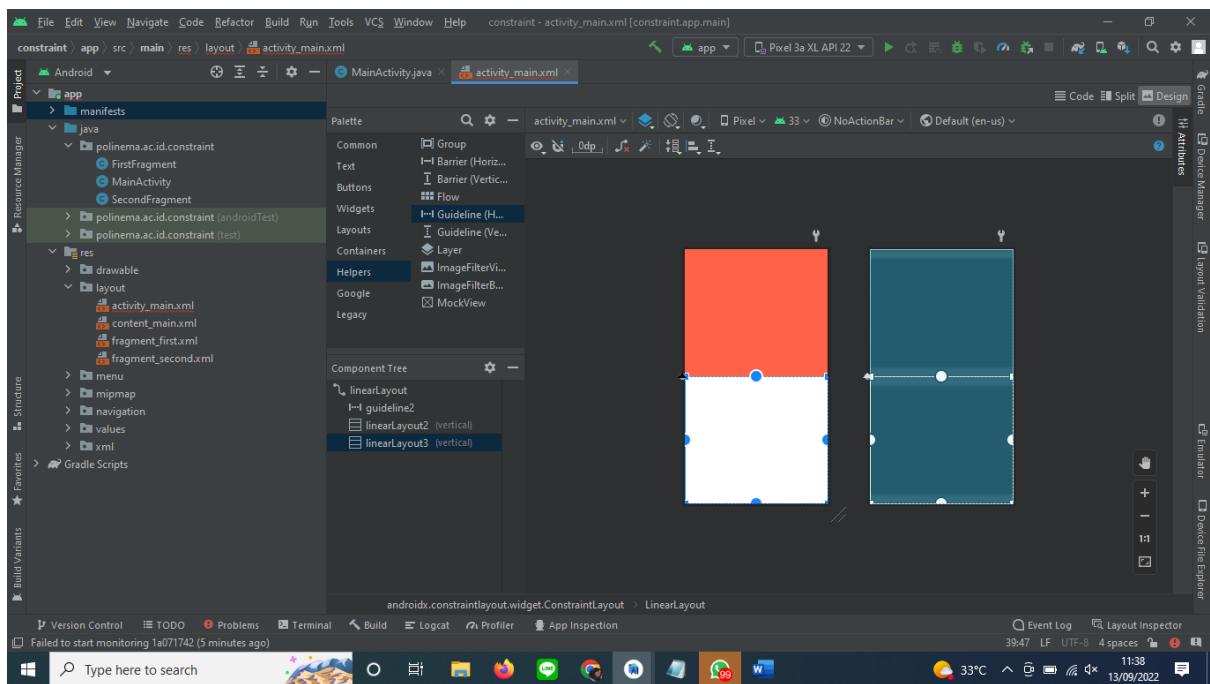 File Edit View Navigate Code Refactor Build Run Tools VCS Window Help constraint - activity_main.xml [constraint.app.main]
constraint app src main res layout activity_main.xml app Pixel 3a XL API 22
Android MainActivity.java activity_main.xml
Code Split Design
Project
Resource Manager
Structure
Favorites
Build Variants
app
manifests
java
polinema.ac.id.constraint
FirstFragment
MainActivity
SecondFragment
polinema.ac.id.constraint (androidTest)
polinema.ac.id.constraint (test)
res
drawable
layout
activity_main.xml
content_main.xml
fragment_first.xml
fragment_second.xml
menu
mipmap
navigation
values
xml
Gradle Scripts
Palette
Common
Text
Buttons
Widgets
Layouts
Containers
Helpers
Google
Legacy
Group
Barrier (Horiz...
Barrier (Vertic...
Flow
Guideline (H...
Guideline (Ve...
Layer
ImageFilterVi...
ImageFilterB...
MockView
activity_main.xml Pixel 33 NoActionBar Default (en-us)
0dp
Component Tree
linearLayout
guideline2
linearLayout2 (vertical)
linearLayout3 (vertical)
1:1
Gradle
Attributes
Device Manager
Layout Validation
Emulator
Device File Explorer
androidx.constraintlayout.widget.ConstraintLayout LinearLayout
Version Control TODO Problems Terminal Build Logcat Profiler App Inspection Event Log Layout Inspector
Failed to start monitoring 1a071742 (5 minutes ago) 39:47 LF UTF-8 4 spaces
Type here to search LINE 99 33°C 11:38
13/09/2022